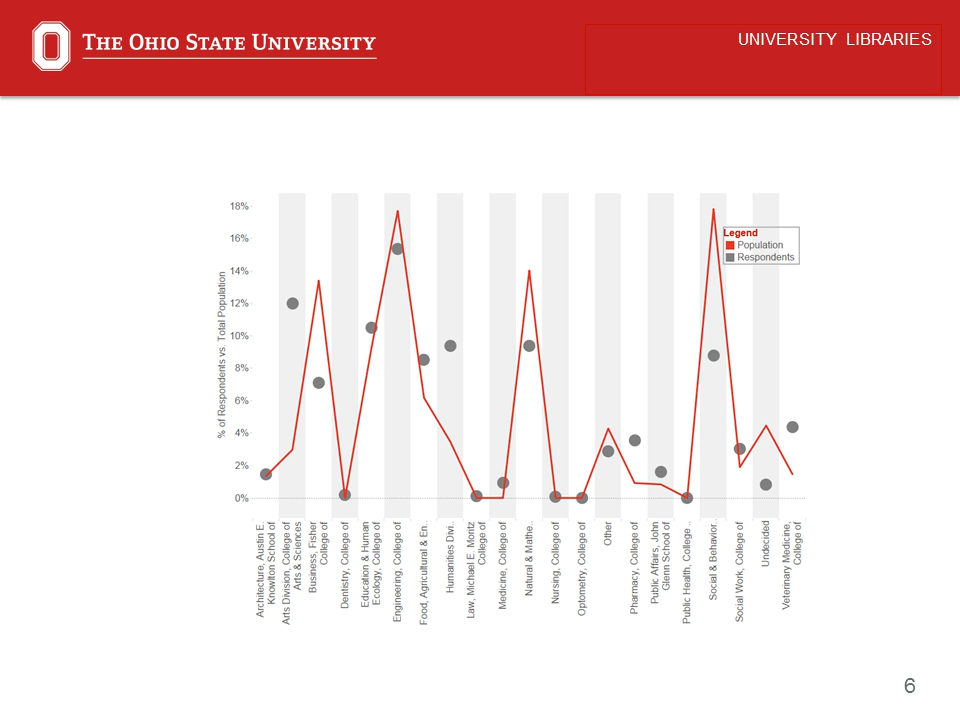 THE OHIO STATE UNIVERSITY
UNIVERSITY LIBRARIES
18%
16%
14%
12%
10%
8%
6%
4%
2%
0%
% of Respondents vs. Total Population
Legend
Population
Respondents
Architecture, Austin E.
Knowlton School of
Arts Division, College of
Arts & Sciences
Business, Fisher
College of
Dentistry, College of
Education & Human
Ecology, College of
Engineering, College of
Food, Agricultural & En..
Humanities Divi..
Law, Michael E. Moritz
College of
Medicine, College of
Natural & Mathe..
Nursing, College of
Optometry, College of
Other
Pharmacy, College of
Public Affairs, John
Glenn School of
Public Health, College ..
Social & Behavior..
Social Work, College of
Undecided
Veterinary Medicine,
College of
6